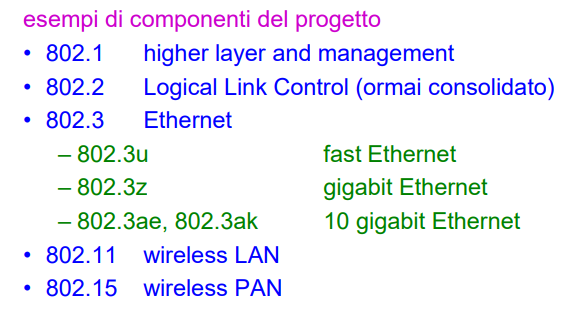 esempi di componenti del progetto
• 802.1 higher layer and management
• 802.2 Logical Link Control (ormai consolidato)
• 802.3 Ethernet
– 802.3u fast Ethernet
– 802.3z gigabit Ethernet
– 802.3ae, 802.3ak 10 gigabit Ethernet
• 802.11 wireless LAN
• 802.15 wireless PAN